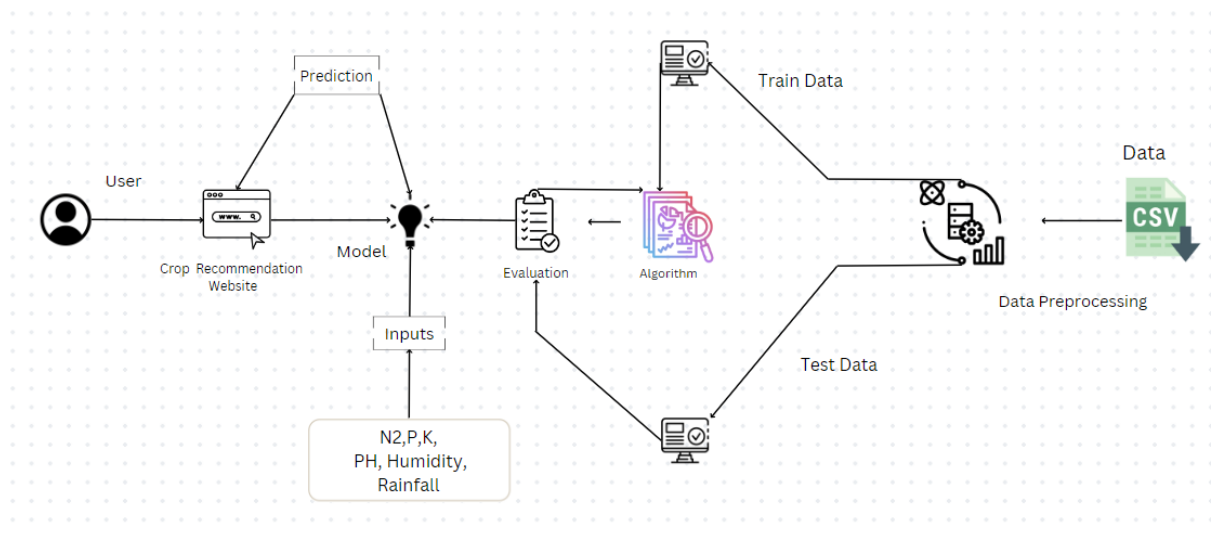 Prediction
Train Data
Data
User
CSV
www.
Model
Crop Recommendation
Website
Evaluation
Algorithm
Data Preprocessing
Inputs
Test Data
N2,P,K,
PH, Humidity,
Rainfall